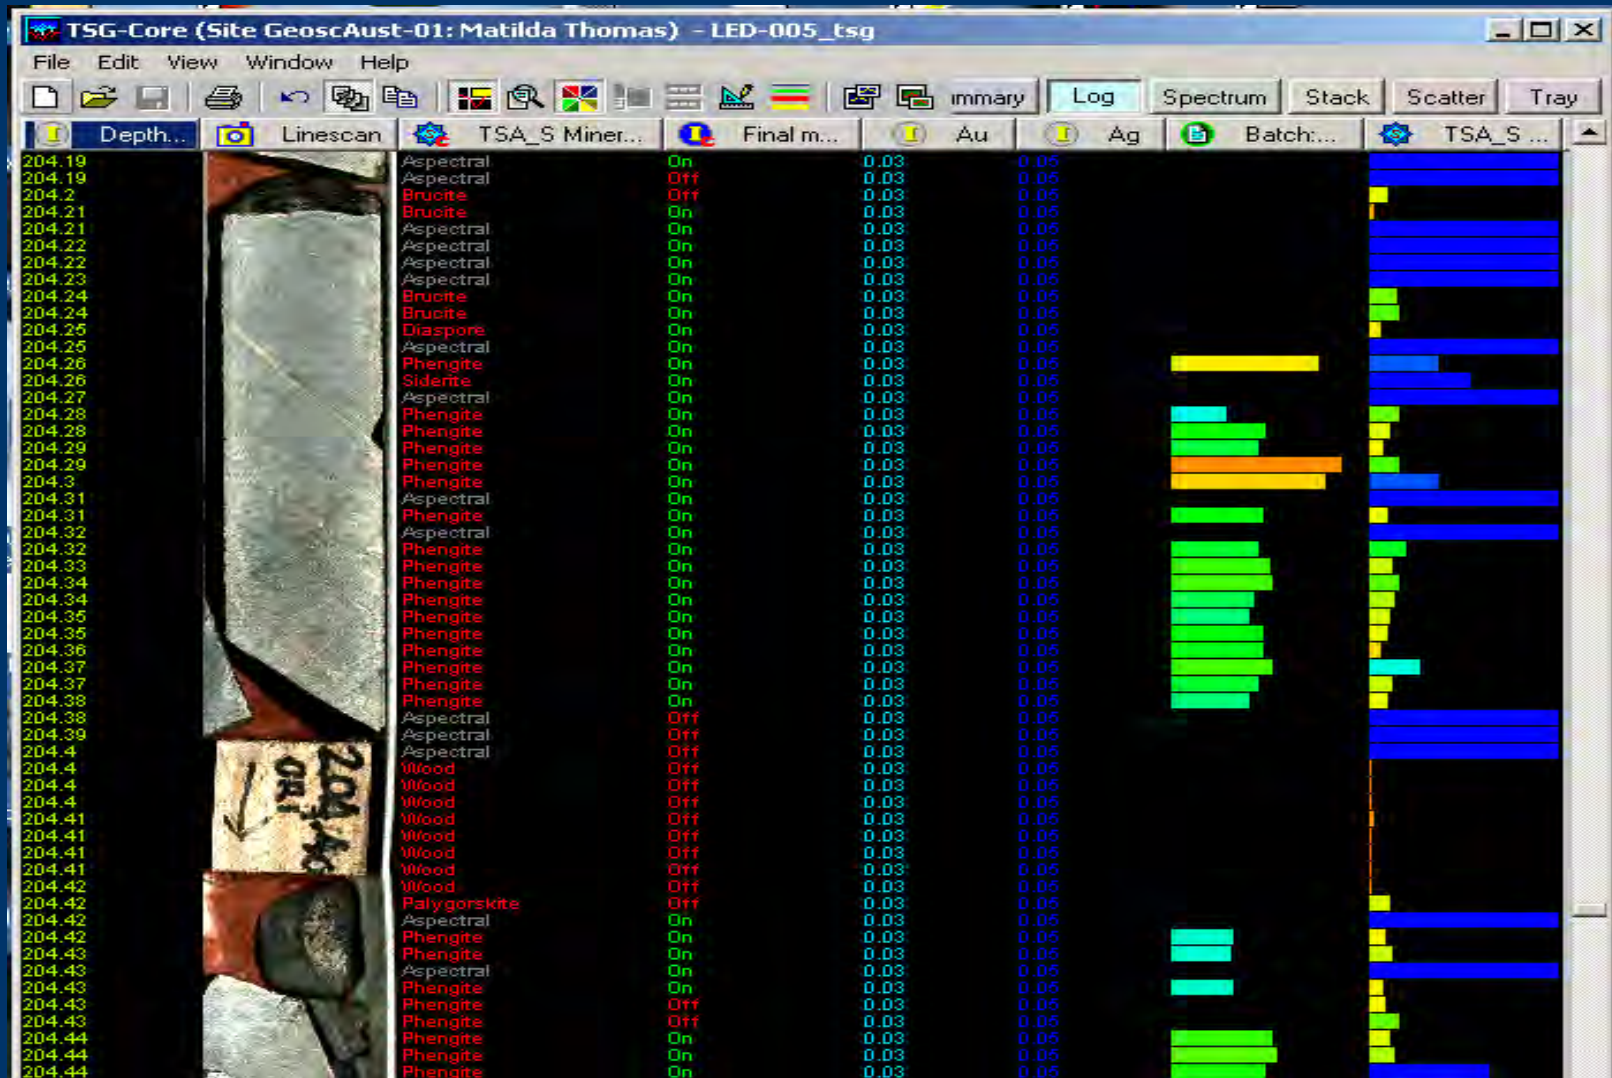 TSG-Core (Site GeoscAust-01: Matilda Thomas) - LED-005_tsg
File Edit View Window Help
mmary Log Spectrum Stack Scatter Tray
Depth... Linescan TSA_S Miner... Final m... Au Ag Batch:... TSA_S ...
204.19 Aspectral On 0.03 0.05
204.19 Aspectral Off 0.03 0.05
204.2 Brucite Off 0.03 0.05
204.21 Brucite On 0.03 0.05
204.21 Aspectral On 0.03 0.05
204.22 Aspectral On 0.03 0.05
204.22 Aspectral On 0.03 0.05
204.23 Aspectral On 0.03 0.05
204.24 Brucite On 0.03 0.05
204.24 Brucite On 0.03 0.05
204.25 Diaspore On 0.03 0.05
204.25 Aspectral On 0.03 0.05
204.26 Phengite On 0.03 0.05
204.26 Siderite On 0.03 0.05
204.27 Aspectral On 0.03 0.05
204.28 Phengite On 0.03 0.05
204.28 Phengite On 0.03 0.05
204.29 Phengite On 0.03 0.05
204.29 Phengite On 0.03 0.05
204.3 Phengite On 0.03 0.05
204.31 Aspectral On 0.03 0.05
204.31 Phengite On 0.03 0.05
204.32 Aspectral On 0.03 0.05
204.32 Phengite On 0.03 0.05
204.33 Phengite On 0.03 0.05
204.34 Phengite On 0.03 0.05
204.34 Phengite On 0.03 0.05
204.35 Phengite On 0.03 0.05
204.35 Phengite On 0.03 0.05
204.36 Phengite On 0.03 0.05
204.37 Phengite On 0.03 0.05
204.37 Phengite On 0.03 0.05
204.38 Phengite On 0.03 0.05
204.38 Aspectral Off 0.03 0.05
204.39 Aspectral Off 0.03 0.05
204.4 Aspectral Off 0.03 0.05
204.4 Wood Off 0.03 0.05
204.4 Wood Off 0.03 0.05
204.4 Wood Off 0.03 0.05
204.41 Wood Off 0.03 0.05
204.41 Wood Off 0.03 0.05
204.41 Wood Off 0.03 0.05
204.41 Wood Off 0.03 0.05
204.42 Wood Off 0.03 0.05
204.42 Palygorskite Off 0.03 0.05
204.42 Aspectral On 0.03 0.05
204.42 Phengite On 0.03 0.05
204.43 Phengite On 0.03 0.05
204.43 Aspectral On 0.03 0.05
204.43 Phengite On 0.03 0.05
204.43 Phengite Off 0.03 0.05
204.43 Phengite Off 0.03 0.05
204.44 Phengite On 0.03 0.05
204.44 Phengite On 0.03 0.05
204.44 Phengite On 0.03 0.05
204.40
ORI